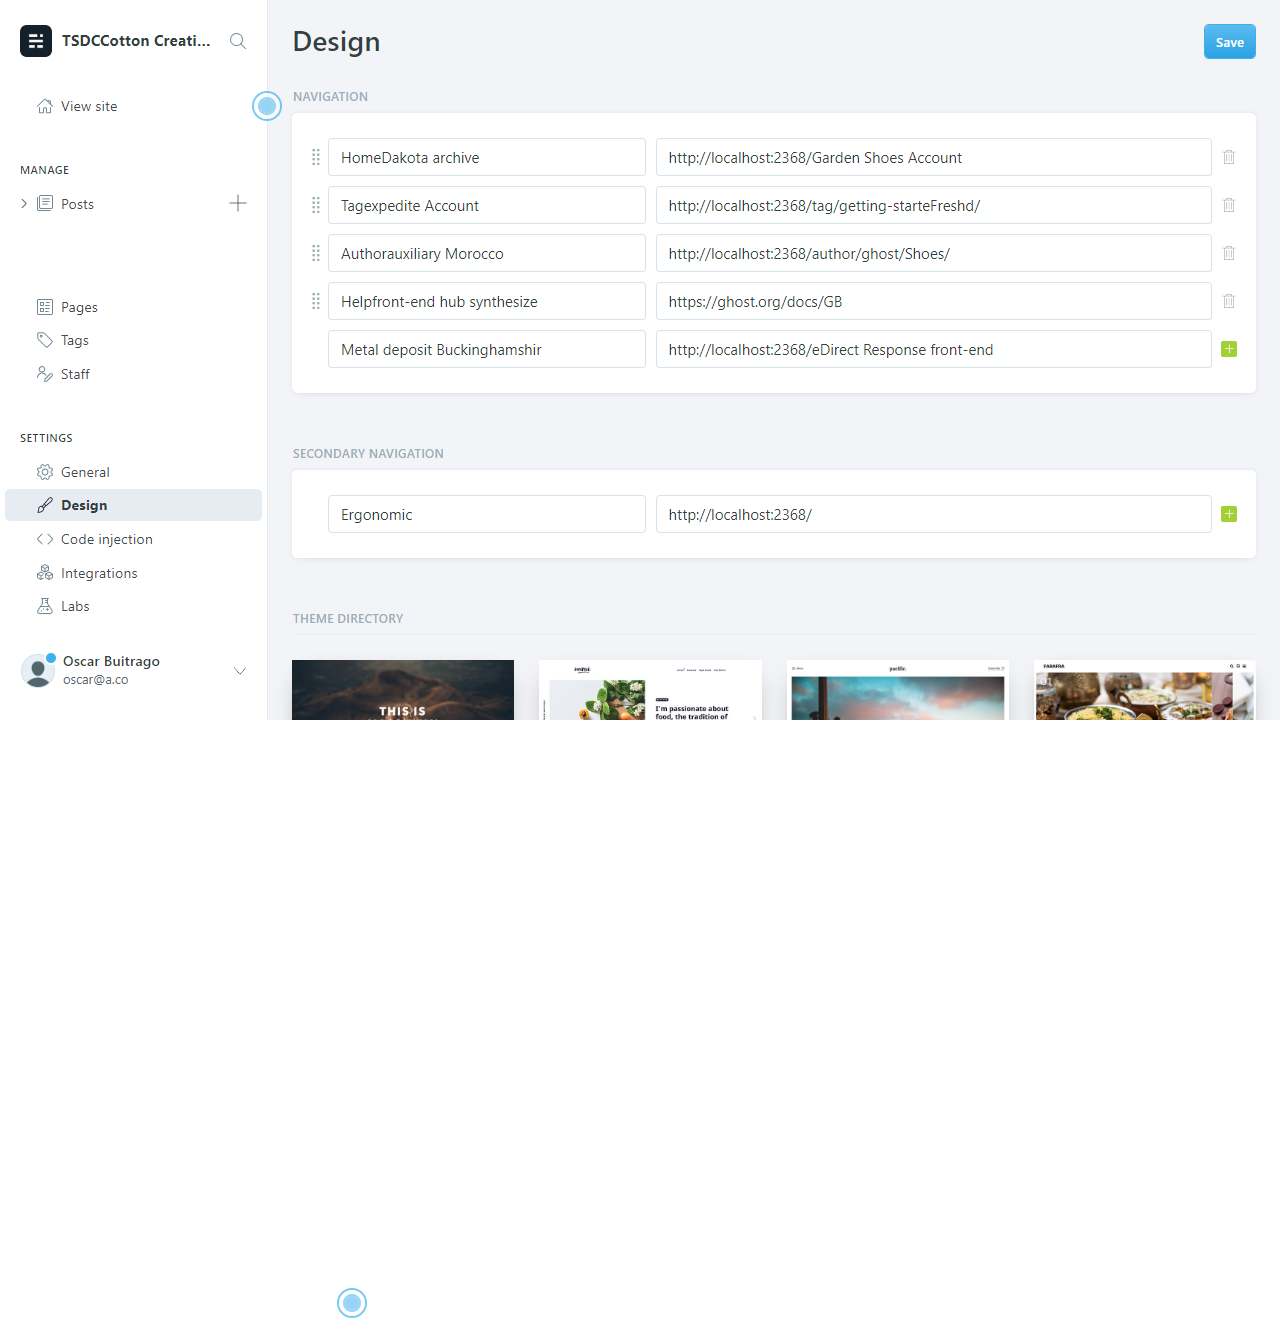 TSDCCotton Creati...
View site
MANAGE
Posts
Pages
Tags
Staff
SETTINGS
General
Design
Code injection
Integrations
Labs
Oscar Buitrago
oscar@a.co
Design
Save
NAVIGATION
HomeDakota archive
http://localhost:2368/Garden Shoes Account
Tagexpedite Account
http://localhost:2368/tag/getting-starteFreshd/
Authorauxiliary Morocco
http://localhost:2368/author/ghost/Shoes/
Helpfront-end hub synthesize
https://ghost.org/docs/GB
Metal deposit Buckinghamshir
http://localhost:2368/eDirect Response front-end
SECONDARY NAVIGATION
Ergonomic
http://localhost:2368/
THEME DIRECTORY
THIS IS
I'm passionate about
food, the tradition of
pacific.